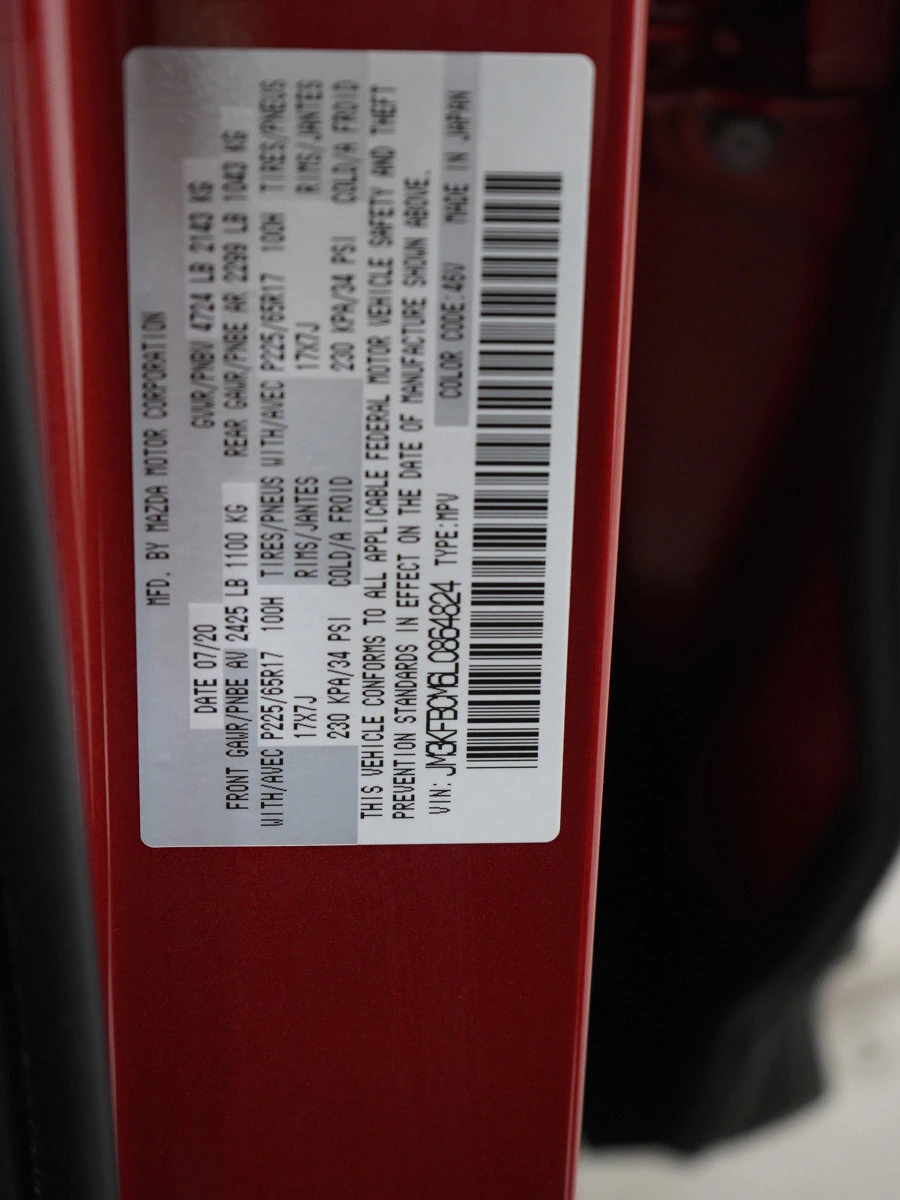 MFD. BY MAZDA MOTOR CORPORATION
DATE 07/20 GVWR/PNBV 4724 LB 2143 KG
FRONT GAWR/PNBE AV 2425 LB 1100 KG REAR GAWR/PNBE AR 2299 LB 1043 KG
WITH/AVEC P225/65R17 100H TIRES/PNEUS WITH/AVEC P225/65R17 100H TIRES/PNEUS
17X7J RIMS/JANTES 17X7J RIMS/JANTES
230 KPA/34 PSI COLD/A FROID 230 KPA/34 PSI COLD/A FROID
THIS VEHICLE CONFORMS TO ALL APPLICABLE FEDERAL MOTOR VEHICLE SAFETY AND THEFT
PREVENTION STANDARDS IN EFFECT ON THE DATE OF MANUFACTURE SHOWN ABOVE.
VIN: JM3KFBCM6L0864824 TYPE:MPV COLOR CODE:46V MADE IN JAPAN